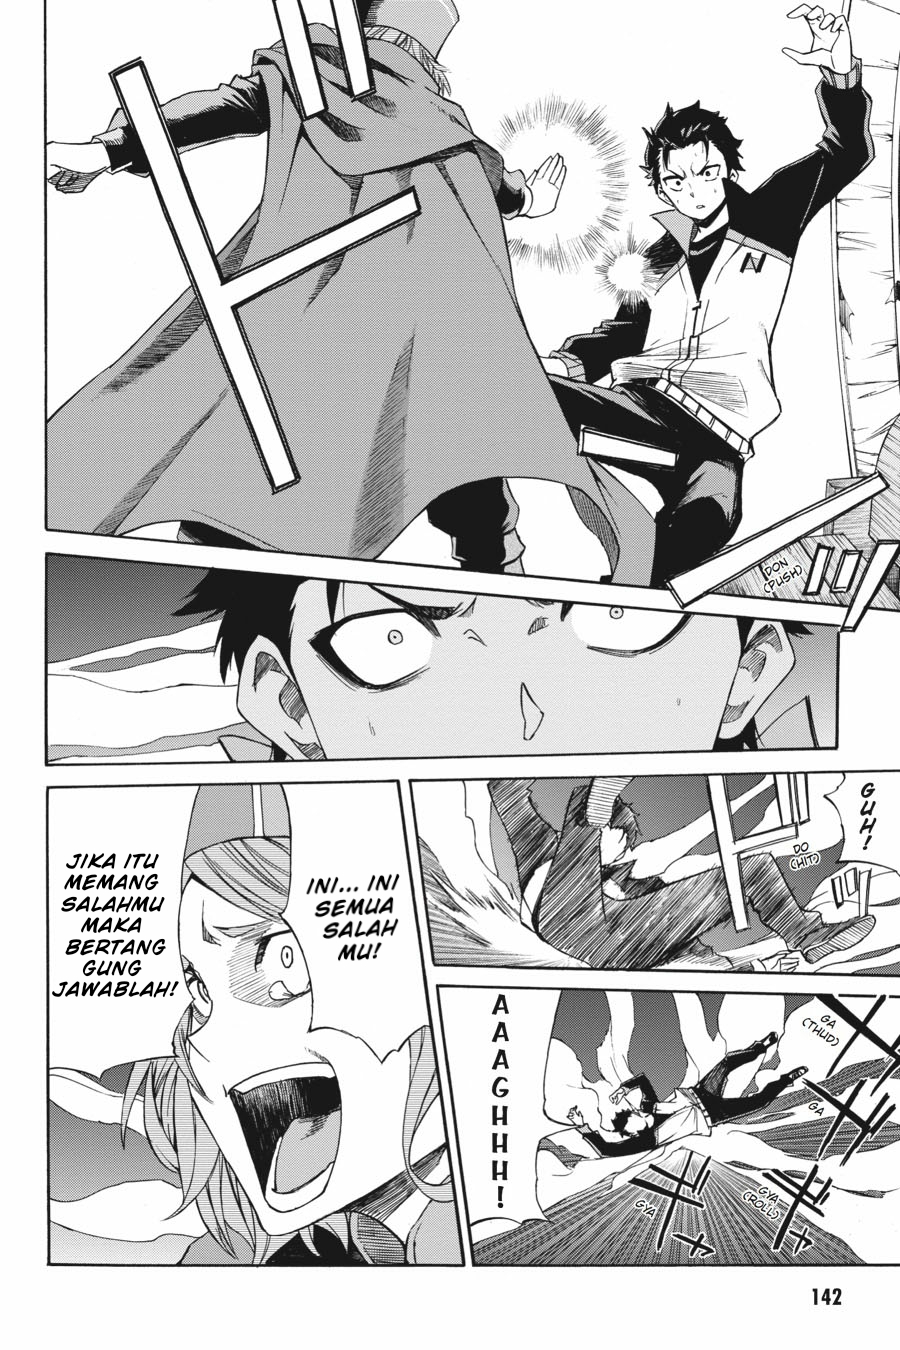 DON
(PUSH)
GUH!
DO
(HIT)
INI... INI
SEMUA
SALAH
MU!
JIKA ITU
MEMANG
SALAHMU
MAKA
BERTANG
GUNG
JAWABLAH!
GA
(THUD)
GA
GYA
(ROLL)
GYA
AAAGHHH!
142